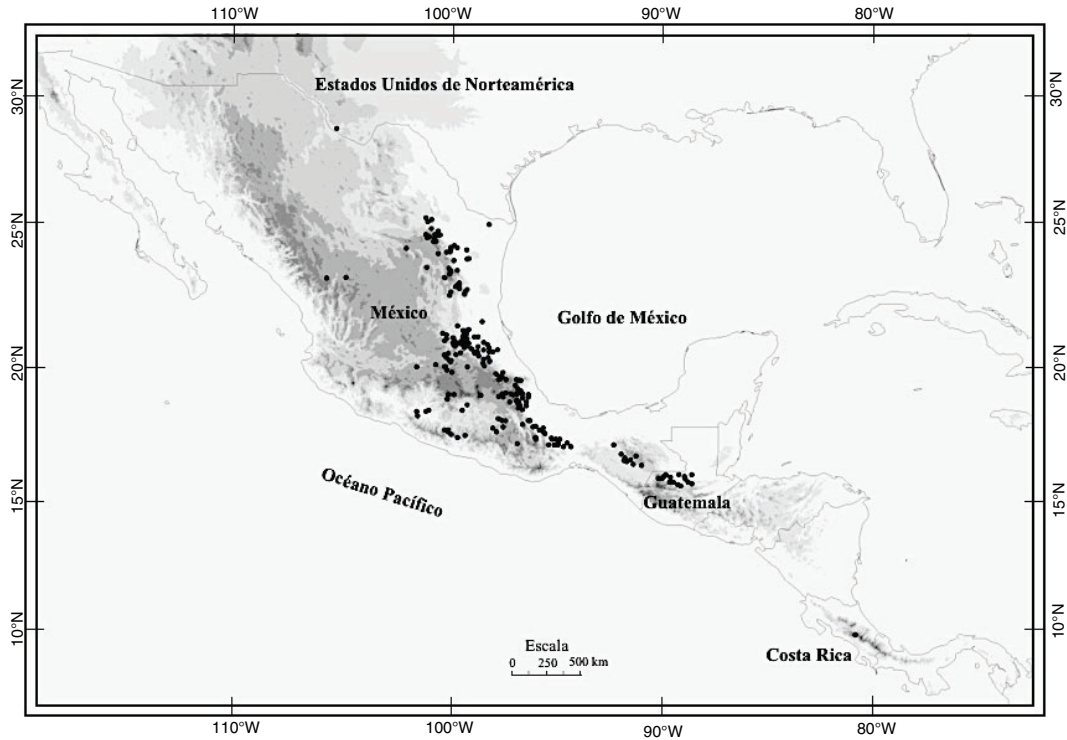 110°W 100°W 90°W 80°W
Estados Unidos de Norteamérica
30°N 30°N
25°N 25°N
México
Golfo de México
20°N 20°N
Océano Pacífico
Guatemala
15°N 15°N
10°N 10°N
Costa Rica
Escala
0 250 500 km
110°W 100°W 90°W 80°W